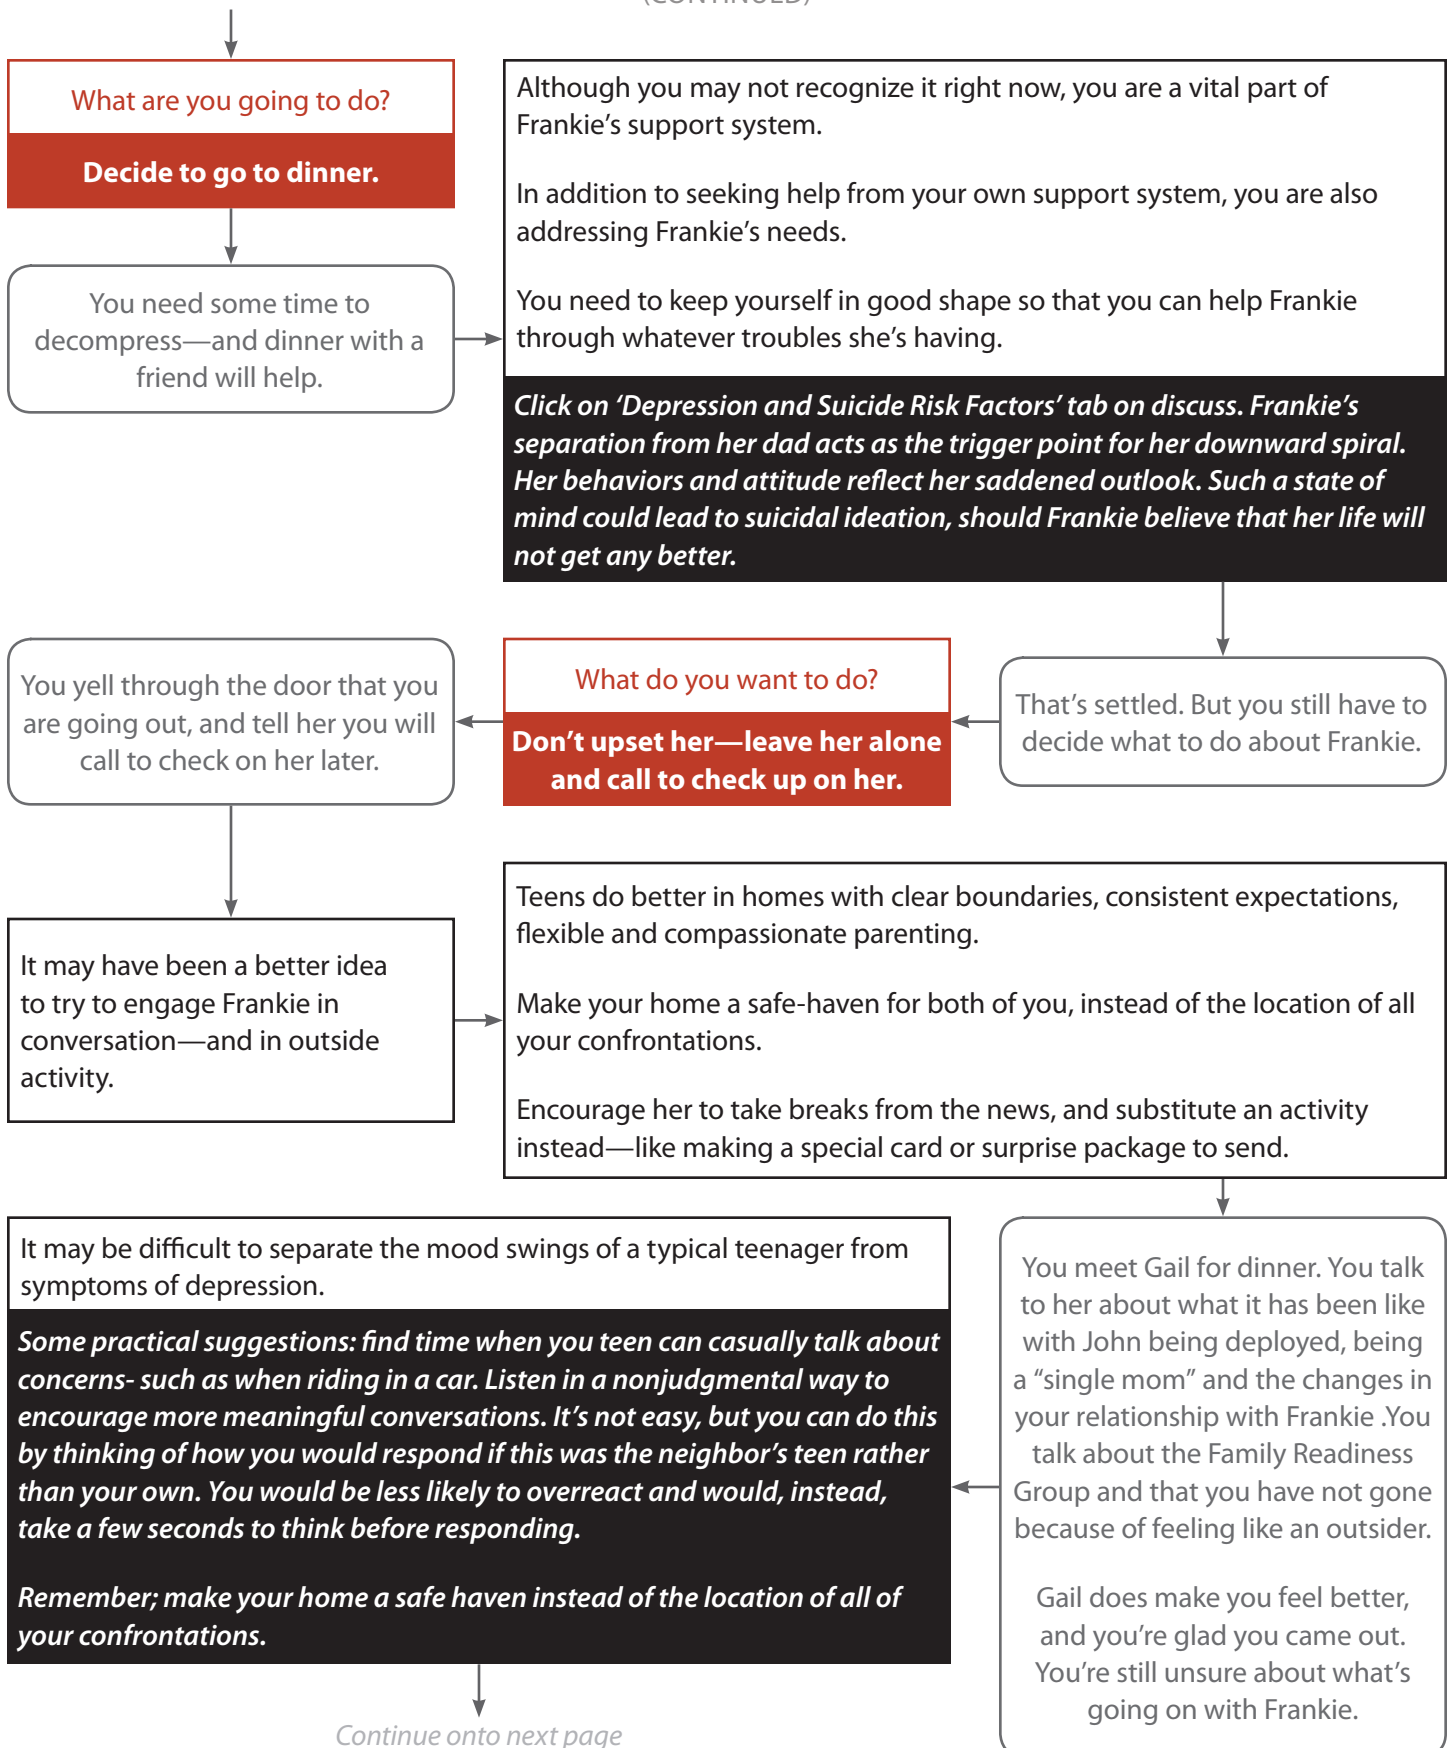 (CONTINUED)
What are you going to do?
Decide to go to dinner.
You need some time to
decompress—and dinner with a
friend will help.
Although you may not recognize it right now, you are a vital part of
Frankie’s support system.
In addition to seeking help from your own support system, you are also
addressing Frankie’s needs.
You need to keep yourself in good shape so that you can help Frankie
through whatever troubles she’s having.
Click on ‘Depression and Suicide Risk Factors’ tab on discuss. Frankie’s
separation from her dad acts as the trigger point for her downward spiral.
Her behaviors and attitude reflect her saddened outlook. Such a state of
mind could lead to suicidal ideation, should Frankie believe that her life will
not get any better.
That’s settled. But you still have to
decide what to do about Frankie.
What do you want to do?
Don’t upset her—leave her alone
and call to check up on her.
You yell through the door that you
are going out, and tell her you will
call to check on her later.
It may have been a better idea
to try to engage Frankie in
conversation—and in outside
activity.
Teens do better in homes with clear boundaries, consistent expectations,
flexible and compassionate parenting.
Make your home a safe-haven for both of you, instead of the location of all
your confrontations.
Encourage her to take breaks from the news, and substitute an activity
instead—like making a special card or surprise package to send.
You meet Gail for dinner. You talk
to her about what it has been like
with John being deployed, being
a “single mom” and the changes in
your relationship with Frankie .You
talk about the Family Readiness
Group and that you have not gone
because of feeling like an outsider.
Gail does make you feel better,
and you’re glad you came out.
You’re still unsure about what’s
going on with Frankie.
It may be difficult to separate the mood swings of a typical teenager from
symptoms of depression.
Some practical suggestions: find time when you teen can casually talk about
concerns- such as when riding in a car. Listen in a nonjudgmental way to
encourage more meaningful conversations. It’s not easy, but you can do this
by thinking of how you would respond if this was the neighbor’s teen rather
than your own. You would be less likely to overreact and would, instead,
take a few seconds to think before responding.
Remember; make your home a safe haven instead of the location of all of
your confrontations.
Continue onto next page